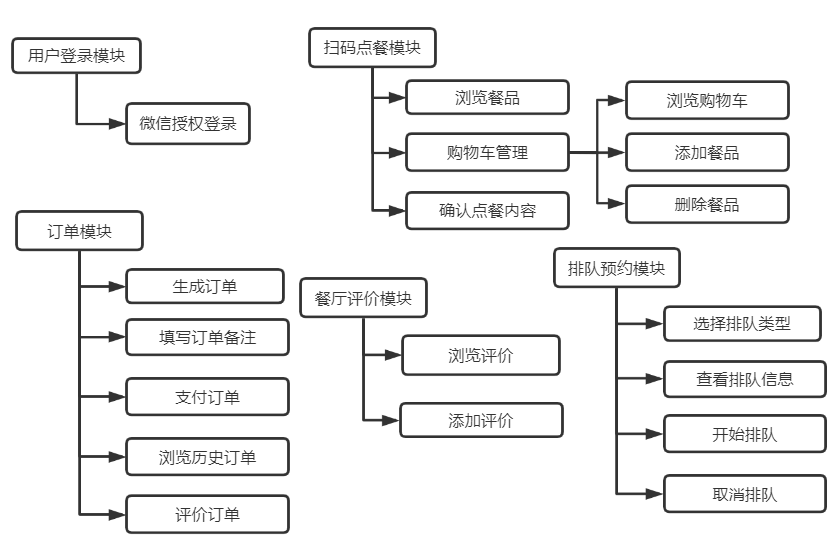 用户登录模块
微信授权登录
扫码点餐模块
浏览餐品
购物车管理
确认点餐内容
浏览购物车
添加餐品
删除餐品
订单模块
生成订单
填写订单备注
支付订单
浏览历史订单
评价订单
餐厅评价模块
浏览评价
添加评价
排队预约模块
选择排队类型
查看排队信息
开始排队
取消排队